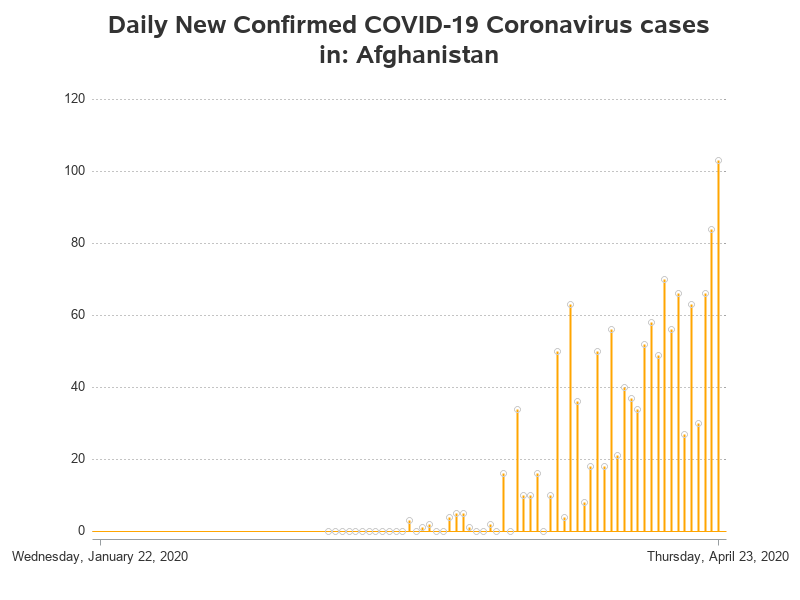 Daily New Confirmed COVID-19 Coronavirus cases
in: Afghanistan
120
100
80
60
40
20
0
Wednesday, January 22, 2020
Thursday, April 23, 2020